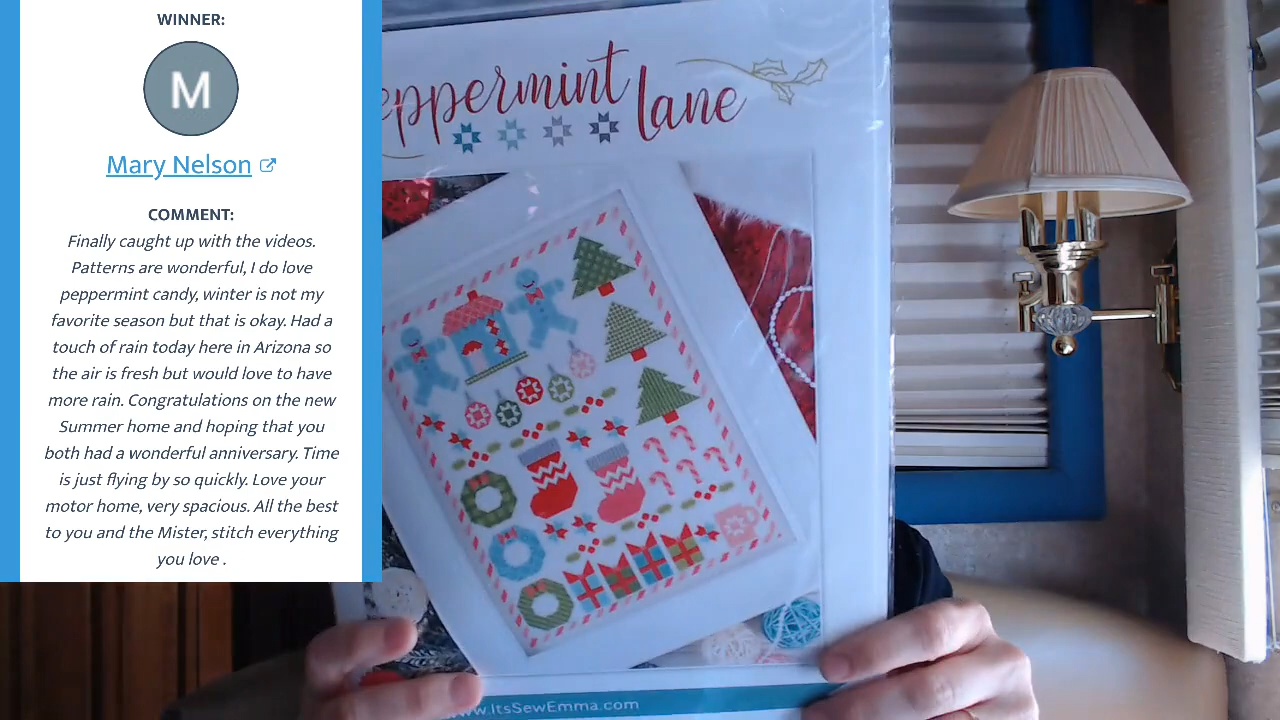 WINNER:
M
Mary Nelson
COMMENT:
Finally caught up with the videos.
Patterns are wonderful, I do love
peppermint candy, winter is not my
favorite season but that is okay. Had a
touch of rain today here in Arizona so
the air is fresh but would love to have
more rain. Congratulations on the new
Summer home and hoping that you
both had a wonderful anniversary. Time
is just flying by so quickly. Love your
motor home, very spacious. All the best
to you and the Mister, stitch everything
you love .
eppermint
lane
www.ItsSewEmma.com